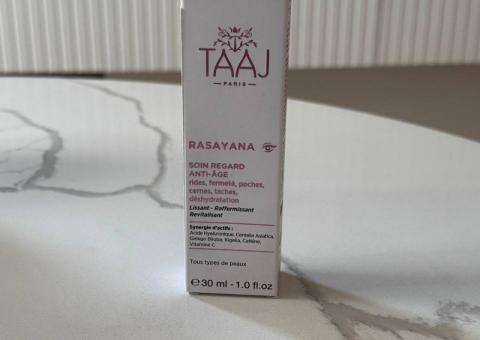 TAAJ
PARIS
RASAYANA
SOIN REGARD
ANTI-ÂGE
rides, fermeté, poches,
cernes, taches,
déshydratation
Lissant - Raffermissant
Revitalisant
Synergie d'actifs :
Acide Hyaluronique, Centella Asiatica,
Ginkgo Biloba, Kigelia, Caféine,
Vitamine C
Tous types de peaux
℮ 30 ml - 1.0 fl.oz